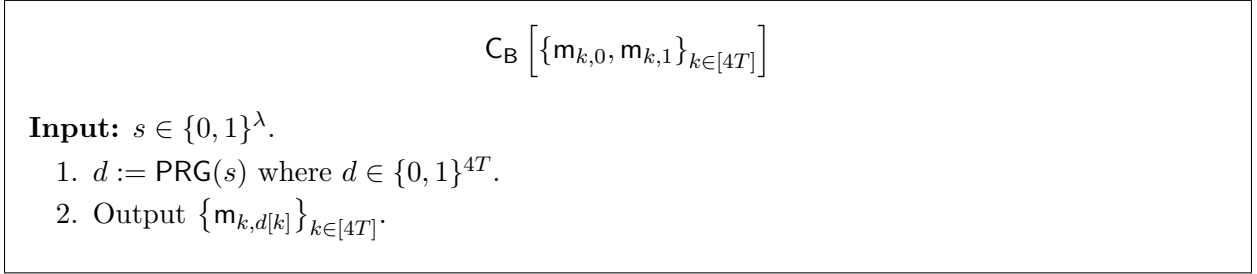 C_B [{m_{k,0}, m_{k,1}}_{k∈[4T]}]
Input: s ∈ {0, 1}^λ.
1. d := PRG(s) where d ∈ {0, 1}^{4T}.
2. Output {m_{k,d[k]}}_{k∈[4T]}.